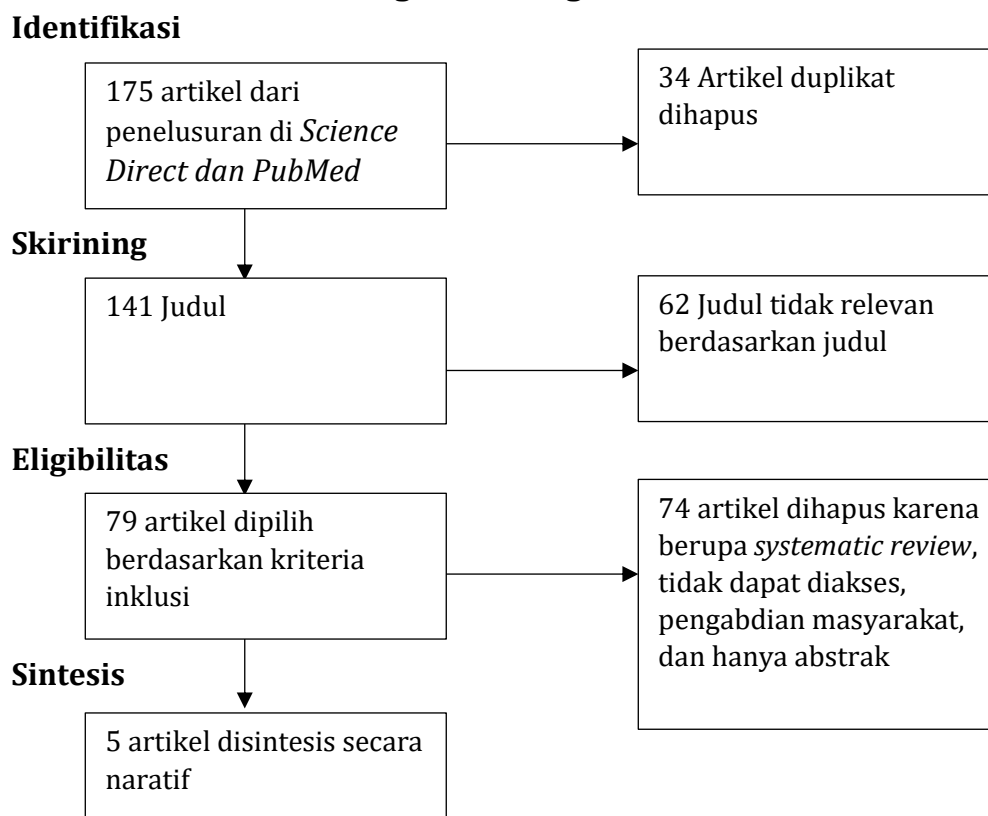 Identifikasi
175 artikel dari
penelusuran di Science
Direct dan PubMed
34 Artikel duplikat
dihapus
Skirining
141 Judul
62 Judul tidak relevan
berdasarkan judul
Eligibilitas
79 artikel dipilih
berdasarkan kriteria
inklusi
74 artikel dihapus karena
berupa systematic review,
tidak dapat diakses,
pengabdian masyarakat,
dan hanya abstrak
Sintesis
5 artikel disintesis secara
naratif